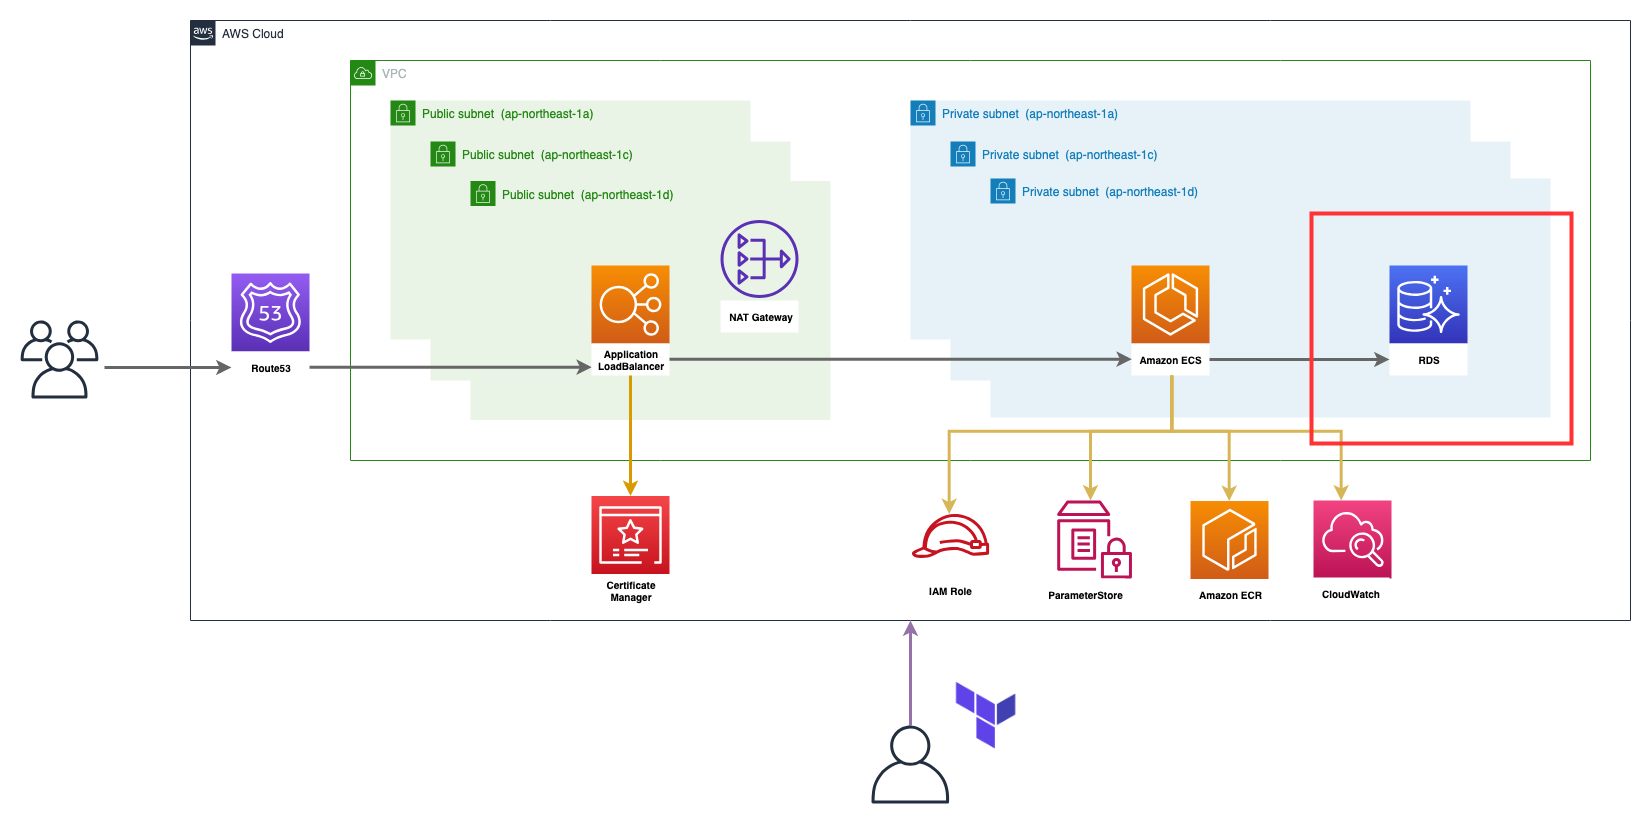 aws
AWS Cloud
VPC
Public subnet (ap-northeast-1a)
Public subnet (ap-northeast-1c)
Public subnet (ap-northeast-1d)
Private subnet (ap-northeast-1a)
Private subnet (ap-northeast-1c)
Private subnet (ap-northeast-1d)
NAT Gateway
53
Route53
Application
LoadBalancer
Amazon ECS
RDS
Certificate
Manager
IAM Role
ParameterStore
Amazon ECR
CloudWatch